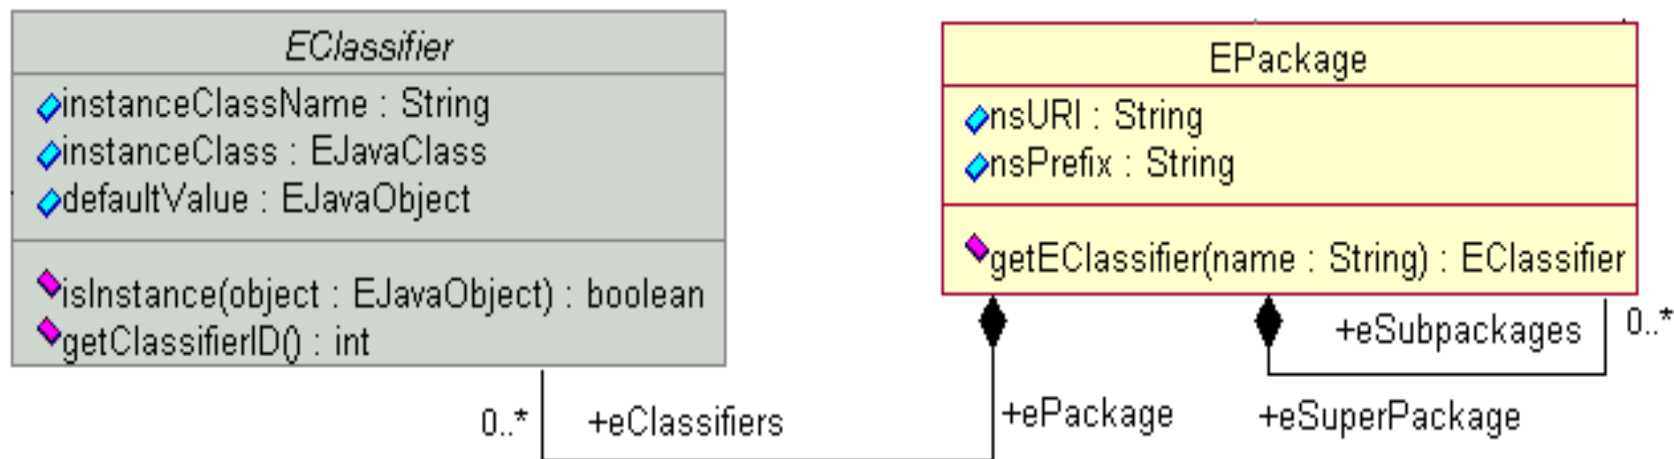 EClassifier
instanceClassName : String
instanceClass : EJavaClass
defaultValue : EJavaObject
isInstance(object : EJavaObject) : boolean
getClassifierID() : int
EPackage
nsURI : String
nsPrefix : String
getEClassifier(name : String) : EClassifier
+eSubpackages
0..*
0..*
+eClassifiers
+ePackage
+eSuperPackage